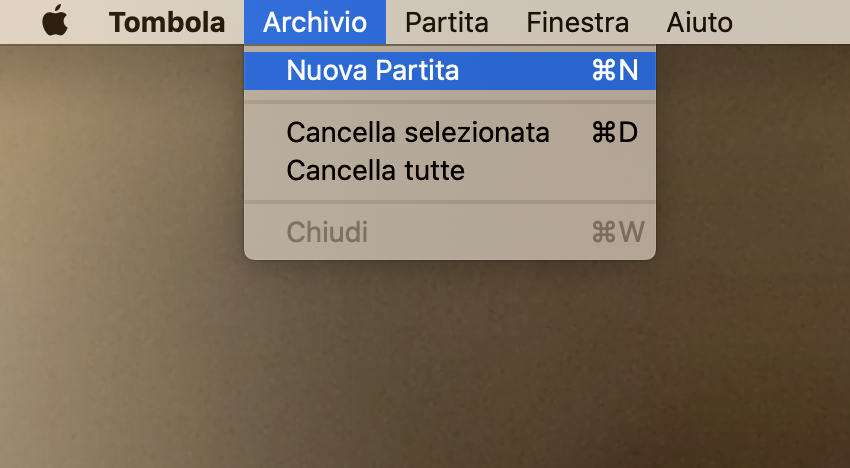 Tombola Archivio Partita Finestra Aiuto
Nuova Partita ⌘N
Cancella selezionata ⌘D
Cancella tutte
Chiudi ⌘W